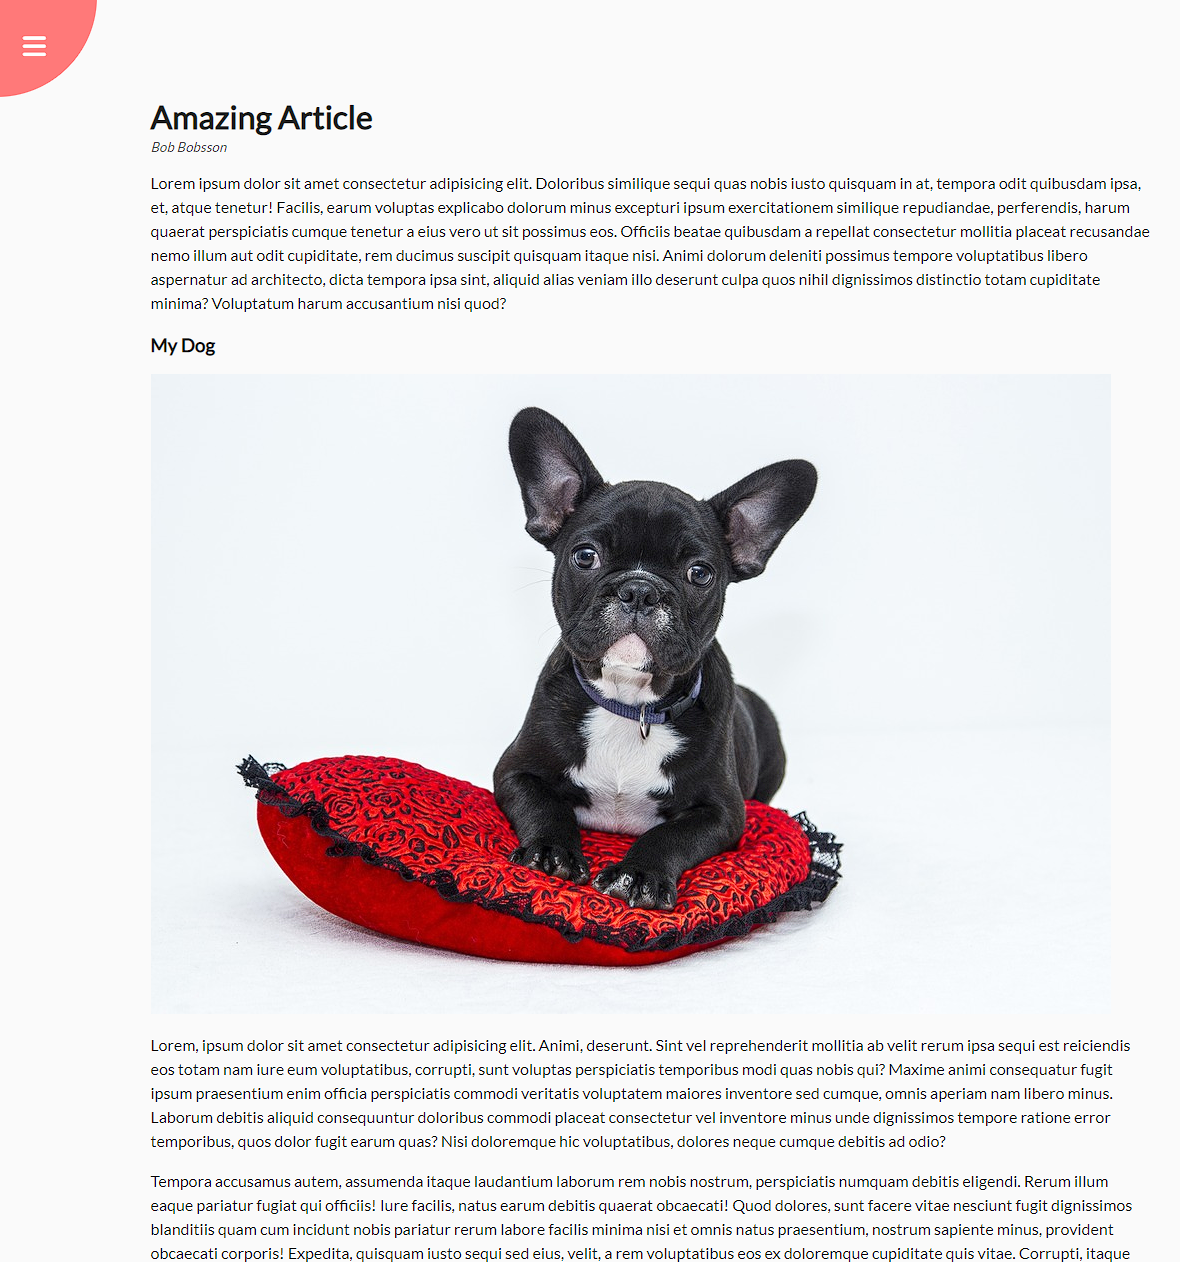 Amazing Article
Bob Bobsson
Lorem ipsum dolor sit amet consectetur adipisicing elit. Doloribus similique sequi quas nobis iusto quisquam in at, tempora odit quibusdam ipsa,
et, atque tenetur! Facilis, earum voluptas explicabo dolorum minus excepturi ipsum exercitationem similique repudiandae, perferendis, harum
quaerat perspiciatis cumque tenetur a eius vero ut sit possimus eos. Officiis beatae quibusdam a repellat consectetur mollitia placeat recusandae
nemo illum aut odit cupiditate, rem ducimus suscipit quisquam itaque nisi. Animi dolorum deleniti possimus tempore voluptatibus libero
aspernatur ad architecto, dicta tempora ipsa sint, aliquid alias veniam illo deserunt culpa quos nihil dignissimos distinctio totam cupiditate
minima? Voluptatum harum accusantium nisi quod?
My Dog
Lorem, ipsum dolor sit amet consectetur adipisicing elit. Animi, deserunt. Sint vel reprehenderit mollitia ab velit rerum ipsa sequi est reiciendis
eos totam nam iure eum voluptatibus, corrupti, sunt voluptas perspiciatis temporibus modi quas nobis qui? Maxime animi consequatur fugit
ipsum praesentium enim officia perspiciatis commodi veritatis voluptatem maiores inventore sed cumque, omnis aperiam nam libero minus.
Laborum debitis aliquid consequuntur doloribus commodi placeat consectetur vel inventore minus unde dignissimos tempore ratione error
temporibus, quos dolor fugit earum quas? Nisi doloremque hic voluptatibus, dolores neque cumque debitis ad odio?
Tempora accusamus autem, assumenda itaque laudantium laborum rem nobis nostrum, perspiciatis numquam debitis eligendi. Rerum illum
eaque pariatur fugiat qui officiis! Iure facilis, natus earum debitis quaerat obcaecati! Quod dolores, sunt facere vitae nesciunt fugit dignissimos
blanditiis quam cum incidunt nobis pariatur rerum labore facilis minima nisi et omnis natus praesentium, nostrum sapiente minus, provident
obcaecati corporis! Expedita, quisquam iusto sequi sed eius, velit, a rem voluptatibus eos ex doloremque cupiditate quis vitae. Corrupti, itaque